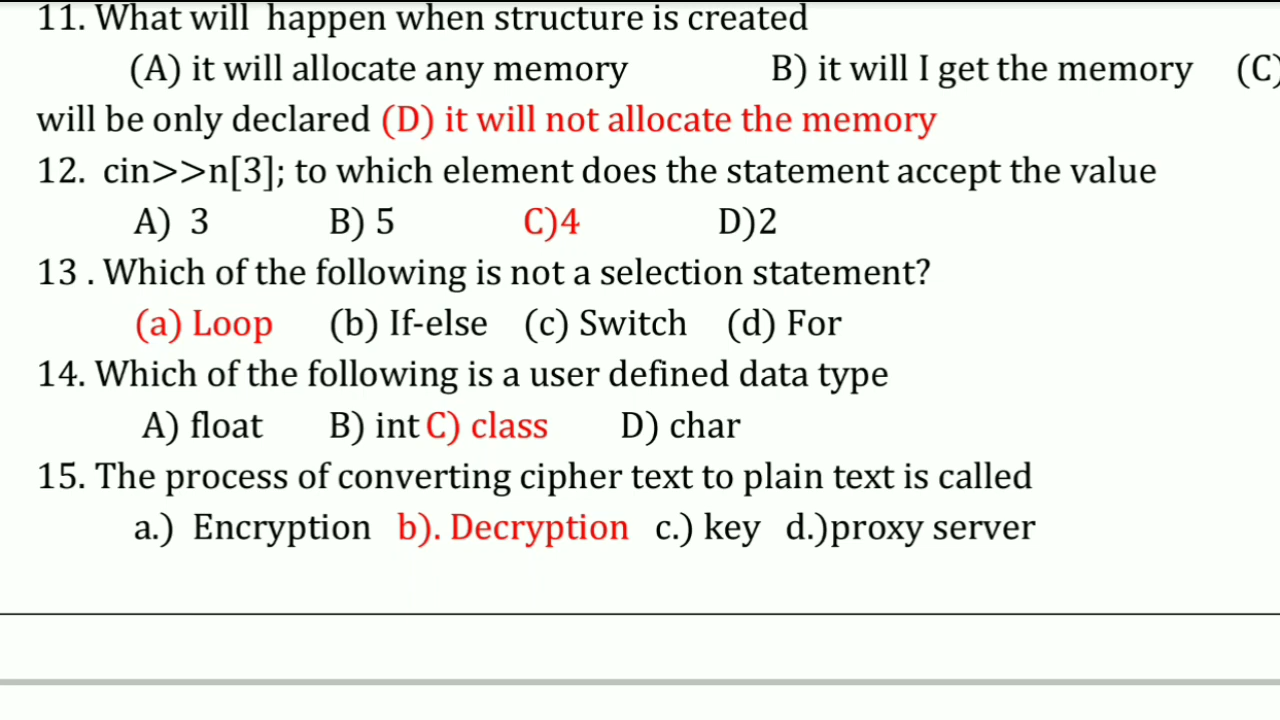 11. What will happen when structure is created
(A) it will allocate any memory B) it will I get the memory (C)
will be only declared (D) it will not allocate the memory
12. cin>>n[3]; to which element does the statement accept the value
A) 3 B) 5 C)4 D)2
13 . Which of the following is not a selection statement?
(a) Loop (b) If-else (c) Switch (d) For
14. Which of the following is a user defined data type
A) float B) int C) class D) char
15. The process of converting cipher text to plain text is called
a.) Encryption b). Decryption c.) key d.)proxy server